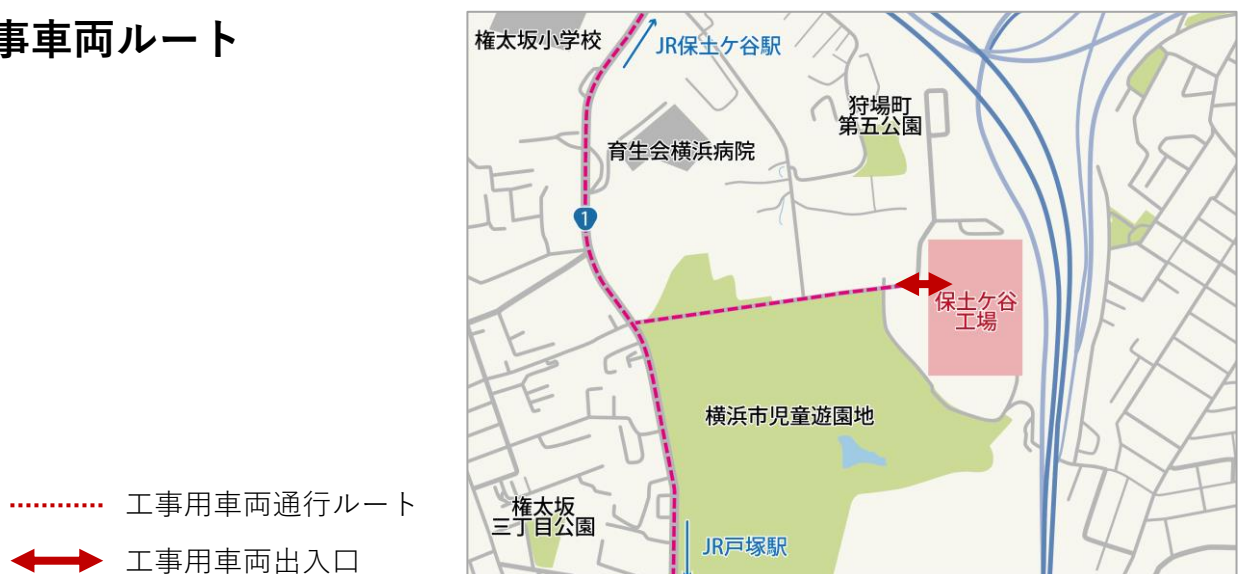 事車両ルート
権太坂小学校
JR保土ケ谷駅
狩場町
第五公園
育生会横浜病院
1
保土ケ谷
工場
横浜市児童遊園地
権太坂
三丁目公園
JR戸塚駅
工事用車両通行ルート
工事用車両出入口